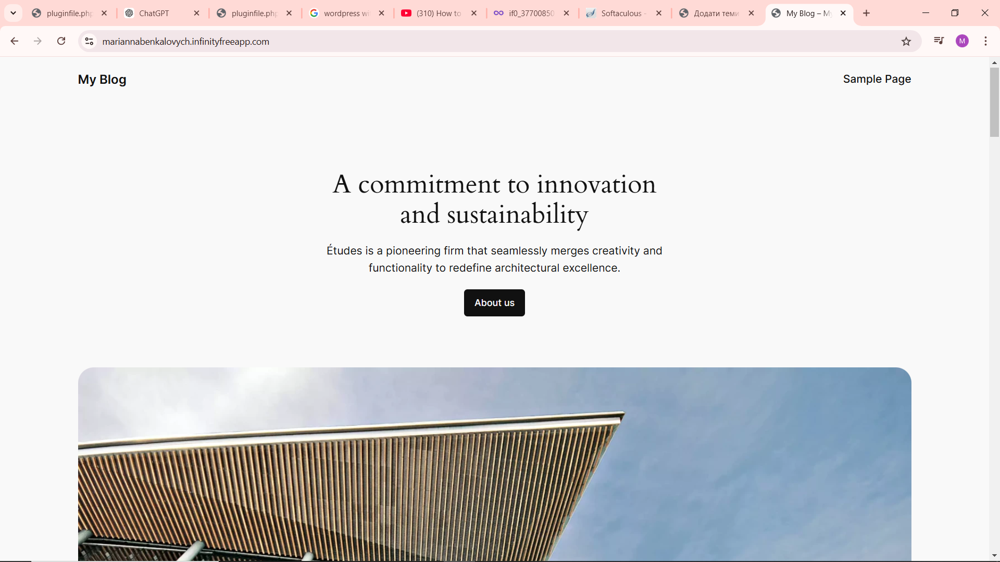 pluginfile.php
ChatGPT
pluginfile.php
wordpress wi
(310) How to
if0_37700850
Softaculous -
Додати теми
My Blog – My
mariannabenkalovych.infinityfreeapp.com
M
My Blog
Sample Page
A commitment to innovation
and sustainability
Études is a pioneering firm that seamlessly merges creativity and
functionality to redefine architectural excellence.
About us